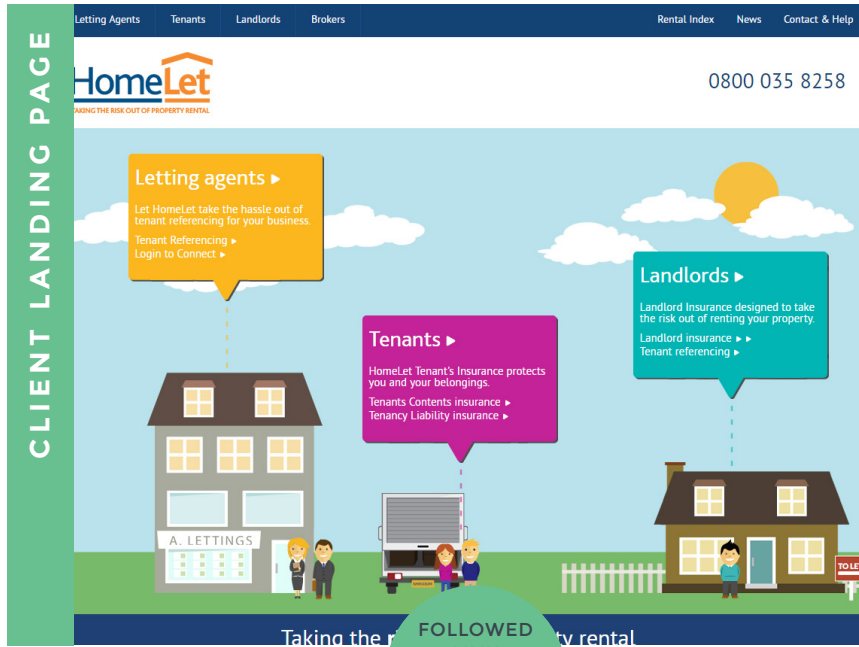 CLIENT LANDING PAGE
Letting Agents Tenants Landlords Brokers Rental Index News Contact & Help
HomeLet
TAKING THE RISK OUT OF PROPERTY RENTAL
0800 035 8258
Letting agents ▸
Let HomeLet take the hassle out of
tenant referencing for your business.
Tenant Referencing ▸
Login to Connect ▸
Tenants ▸
HomeLet Tenant's Insurance protects
you and your belongings.
Tenants Contents insurance ▸
Tenancy Liability insurance ▸
Landlords ▸
Landlord Insurance designed to take
the risk out of renting your property.
Landlord insurance ▸ ▸
Tenant referencing ▸
A. LETTINGS
TO LE
Taking the rental
FOLLOWED